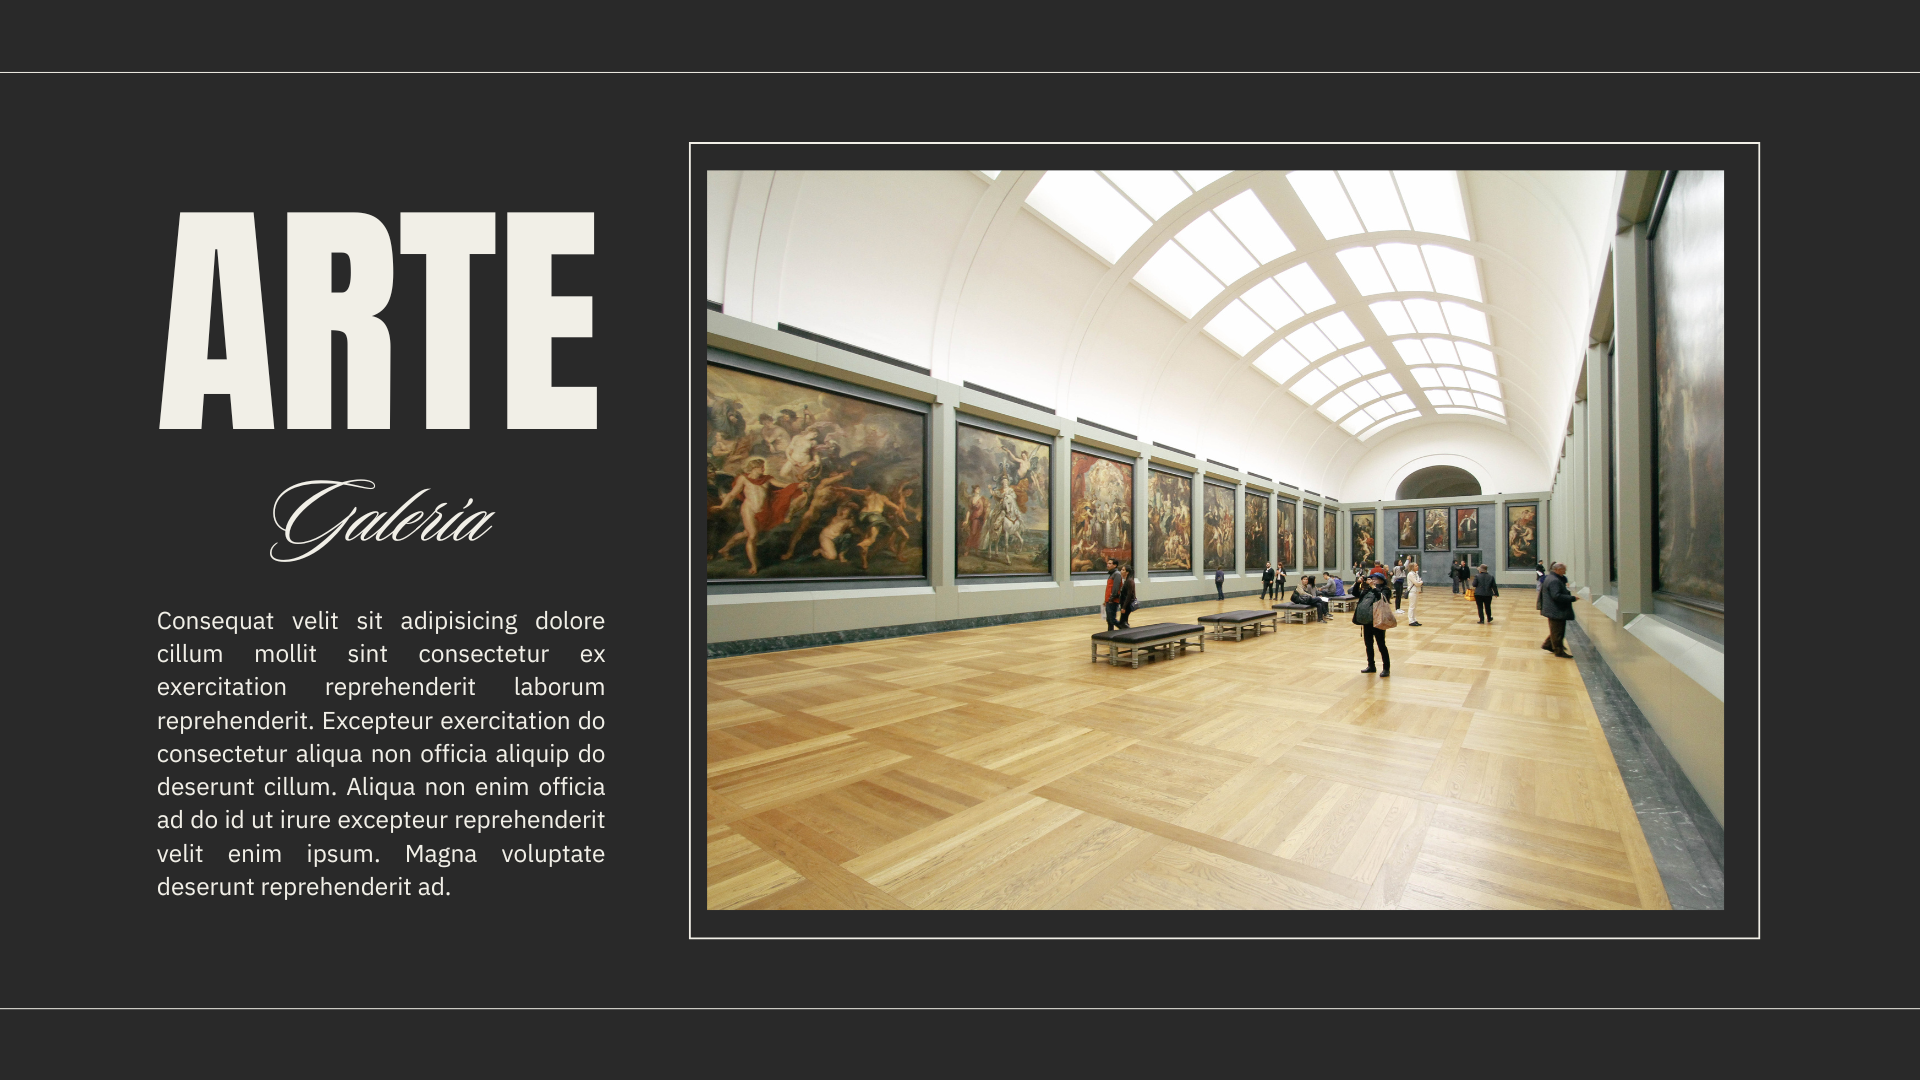 ARTE
Galería
Consequat velit sit adipisicing dolore
cillum mollit sint consectetur ex
exercitation reprehenderit laborum
reprehenderit. Excepteur exercitation do
consectetur aliqua non officia aliquip do
deserunt cillum. Aliqua non enim officia
ad do id ut irure excepteur reprehenderit
velit enim ipsum. Magna voluptate
deserunt reprehenderit ad.